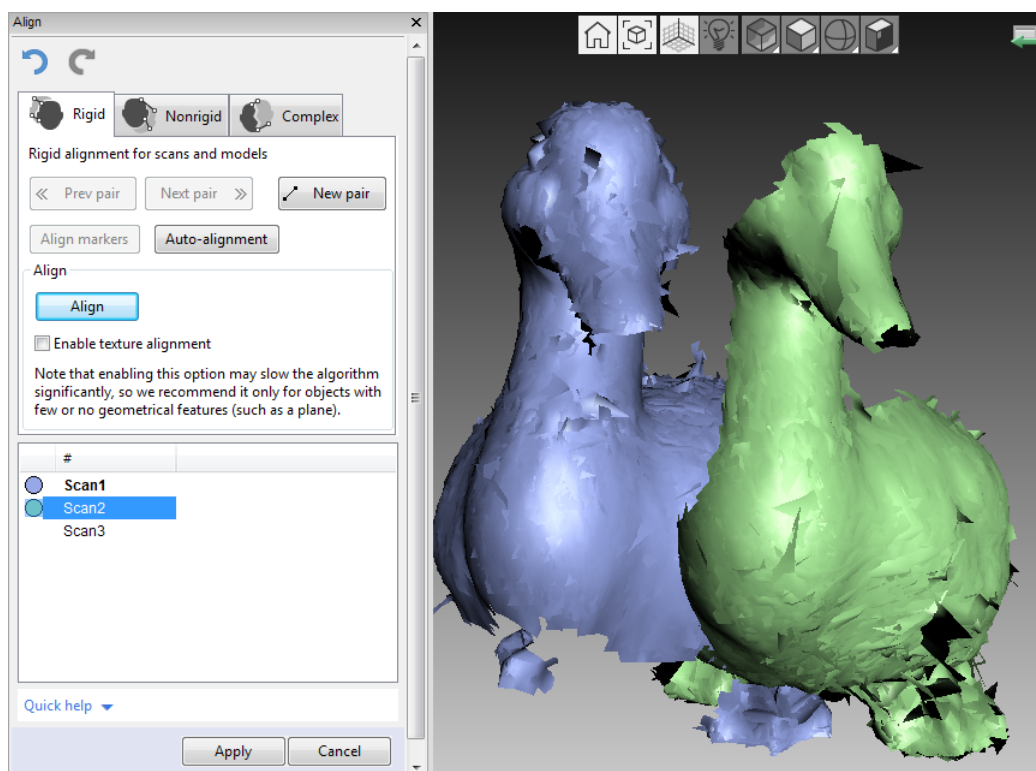 Align
Rigid
Nonrigid
Complex
Rigid alignment for scans and models
Prev pair
Next pair
New pair
Align markers
Auto-alignment
Align
Align
Enable texture alignment
Note that enabling this option may slow the algorithm
significantly, so we recommend it only for objects with
few or no geometrical features (such as a plane).
#
Scan1
Scan2
Scan3
Quick help
Apply
Cancel